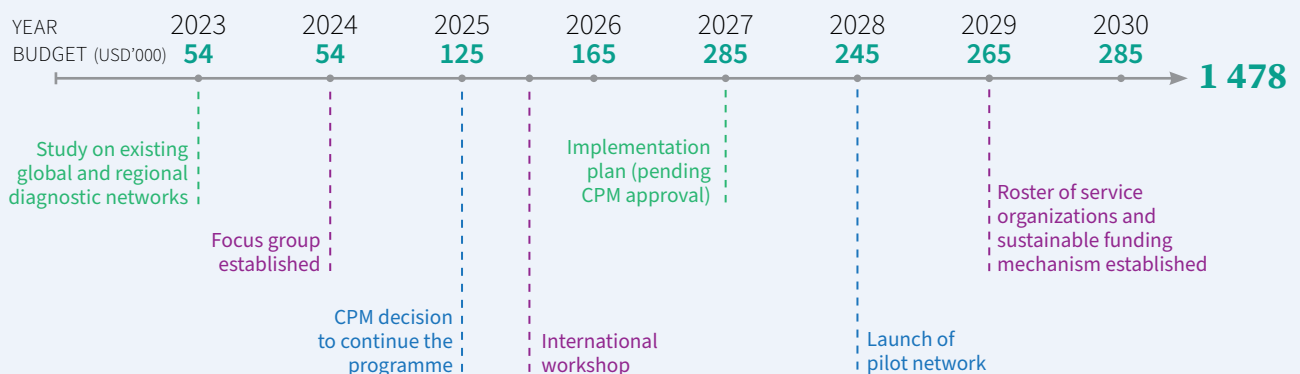 YEAR 2023 2024 2025 2026 2027 2028 2029 2030
BUDGET (USD’000) 54 54 125 165 285 245 265 285
1 478
Study on existing
global and regional
diagnostic networks
Focus group
established
CPM decision
to continue the
programme
International
workshop
Implementation
plan (pending
CPM approval)
Launch of
pilot network
Roster of service
organizations and
sustainable funding
mechanism established